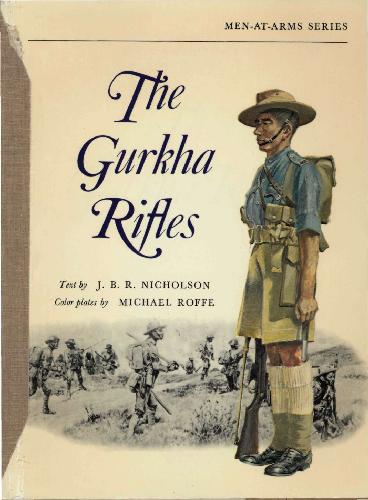 MEN-AT-ARMS SERIES
The
Gurkha
Rifles
Text by J. B. R. NICHOLSON
Color plates by MICHAEL ROFFE